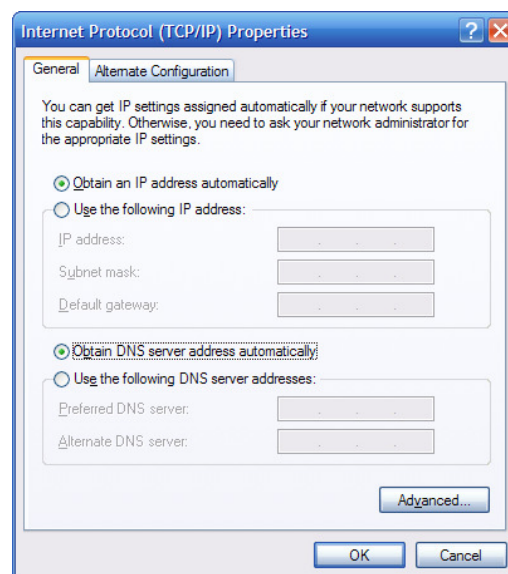 Internet Protocol (TCP/IP) Properties
General
Alternate Configuration
You can get IP settings assigned automatically if your network supports
this capability. Otherwise, you need to ask your network administrator for
the appropriate IP settings.
Obtain an IP address automatically
Use the following IP address:
IP address:
Subnet mask:
Default gateway:
Obtain DNS server address automatically
Use the following DNS server addresses:
Preferred DNS server:
Alternate DNS server:
Advanced...
OK
Cancel